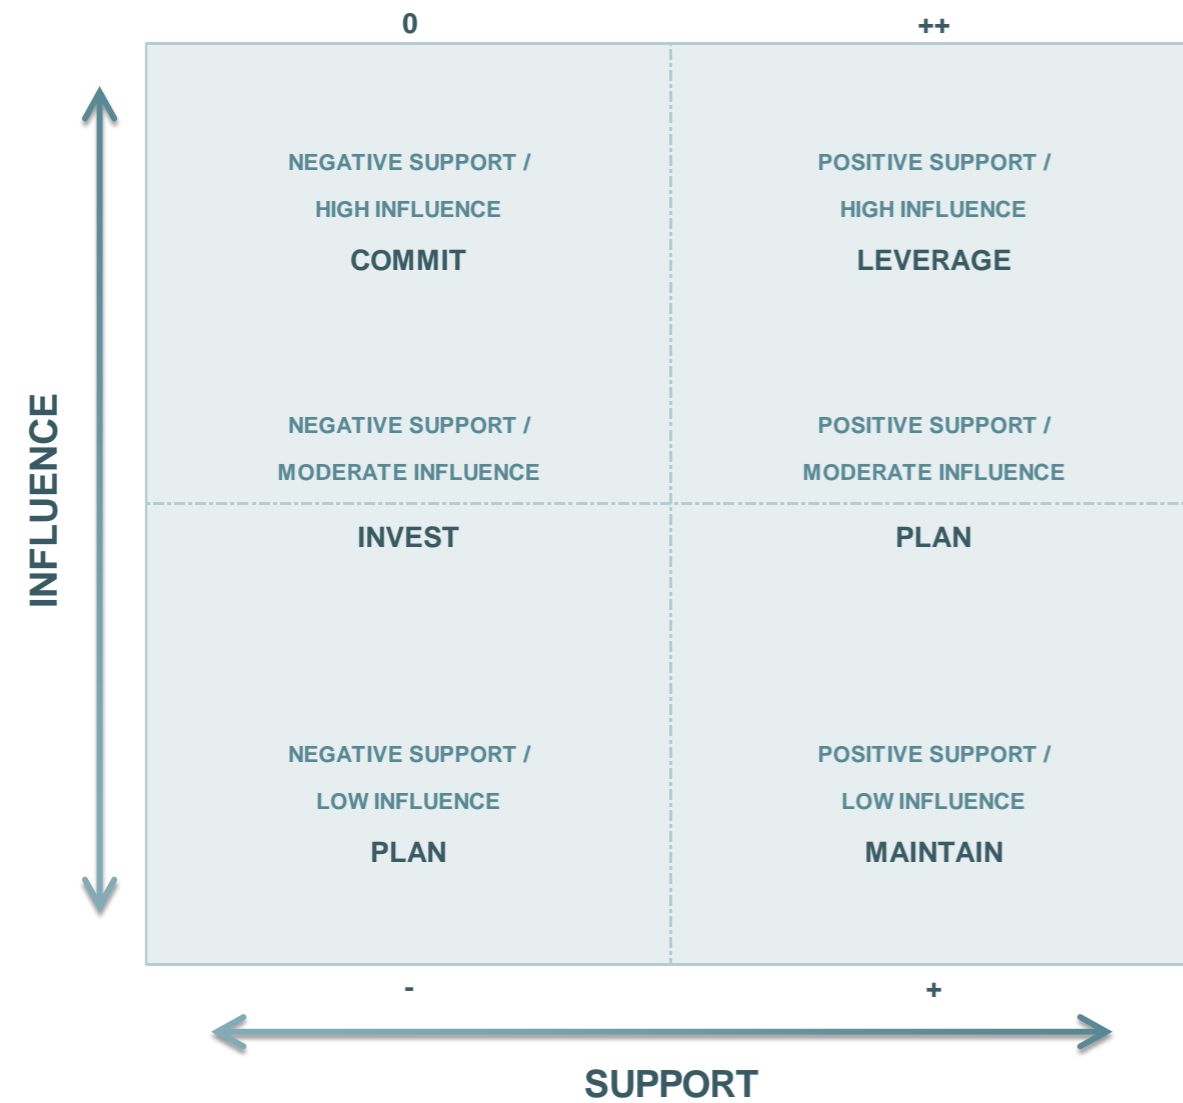 0
++
NEGATIVE SUPPORT /
HIGH INFLUENCE
COMMIT
POSITIVE SUPPORT /
HIGH INFLUENCE
LEVERAGE
INFLUENCE
NEGATIVE SUPPORT /
MODERATE INFLUENCE
INVEST
POSITIVE SUPPORT /
MODERATE INFLUENCE
PLAN
NEGATIVE SUPPORT /
LOW INFLUENCE
PLAN
POSITIVE SUPPORT /
LOW INFLUENCE
MAINTAIN
-
+
SUPPORT